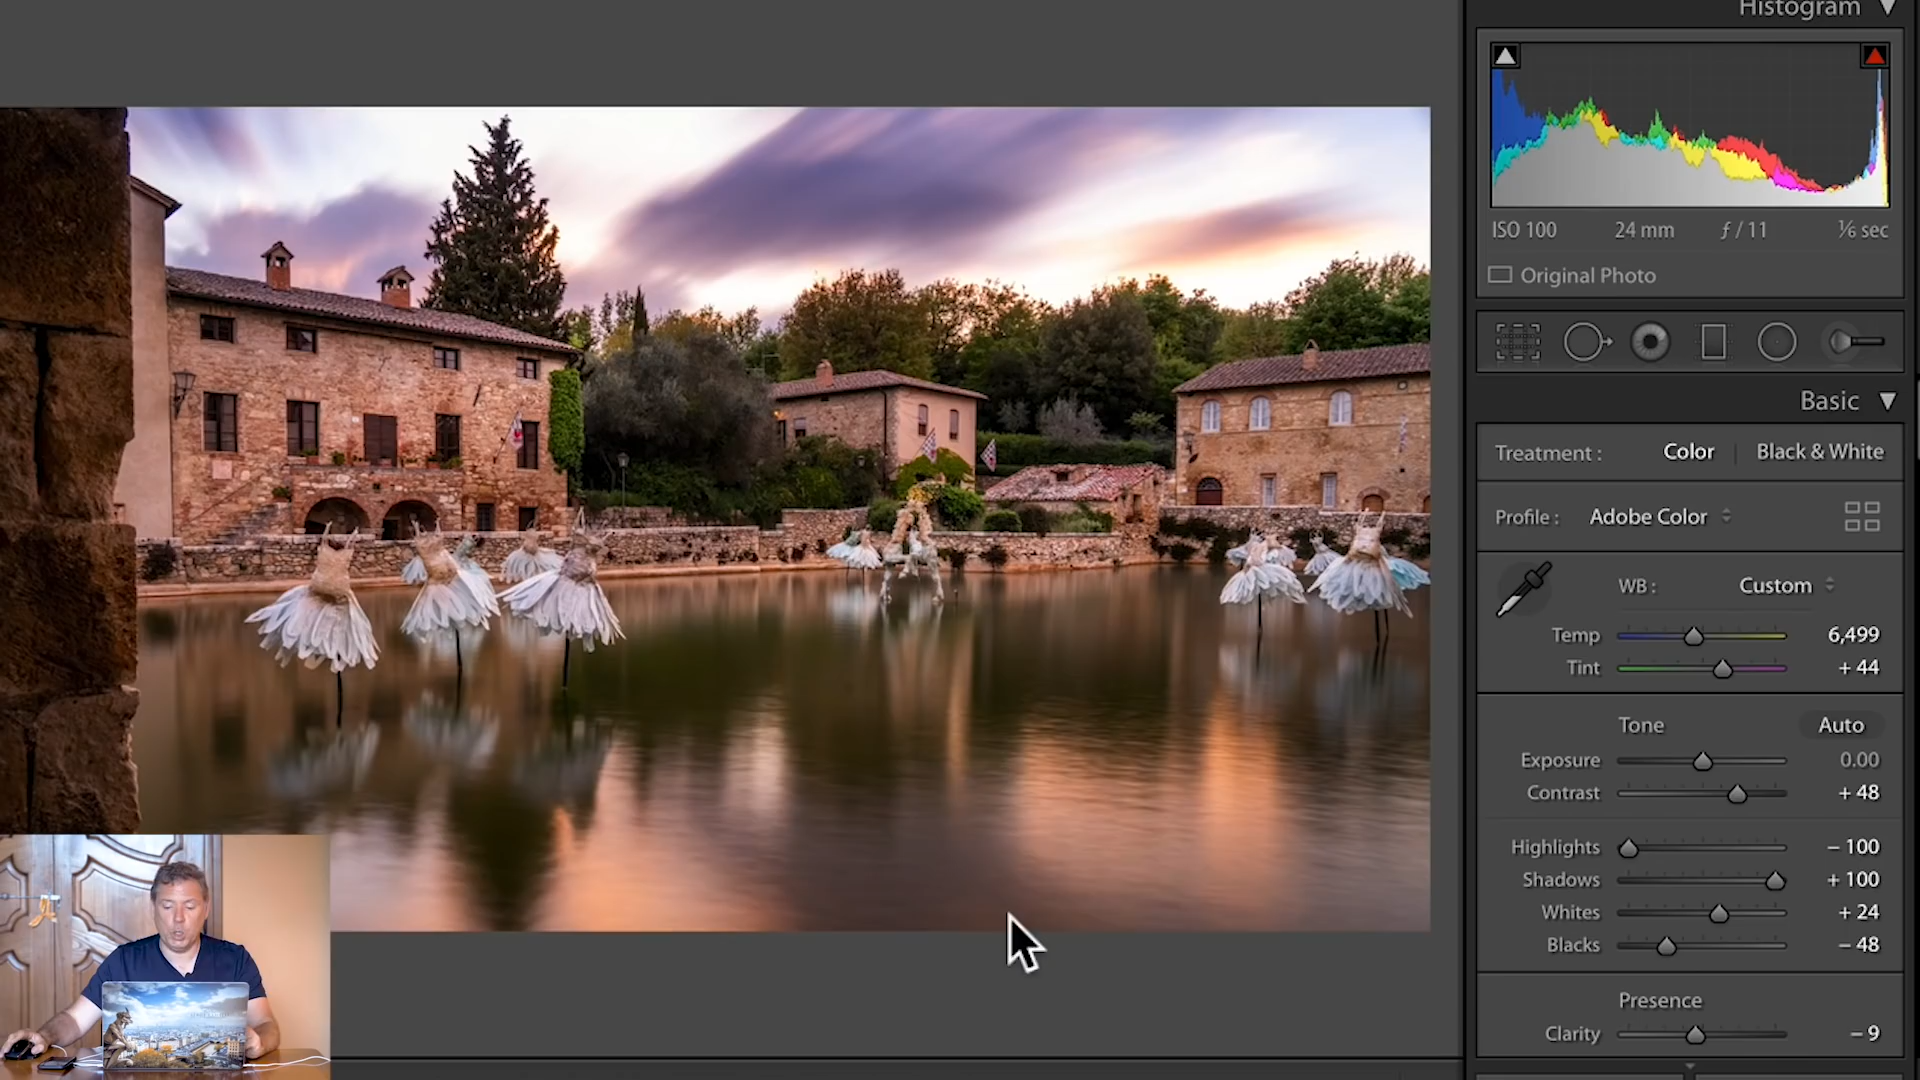 Histogram
ISO 100 24 mm ƒ / 11 ⅙ sec
Original Photo
Basic
Treatment : Color Black & White
Profile : Adobe Color
WB : Custom
Temp 6,499
Tint + 44
Tone Auto
Exposure 0.00
Contrast + 48
Highlights − 100
Shadows + 100
Whites + 24
Blacks − 48
Presence
Clarity − 9